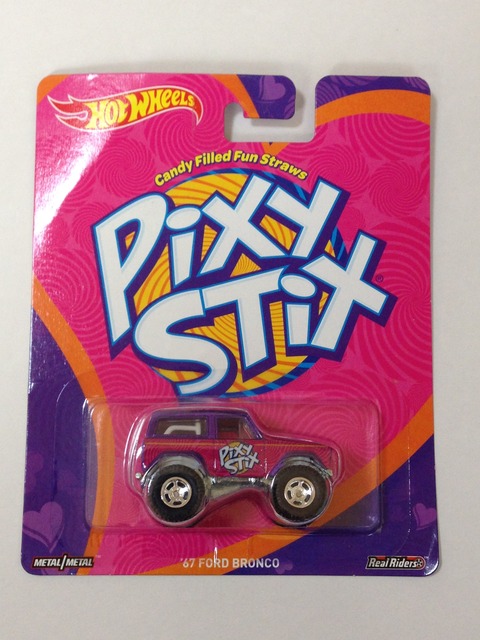 HOT WHEELS
Candy Filled Fun Straws
PIXY
STIX
®
PIXY
STIX
METAL/METAL
'67 FORD BRONCO
Real Riders